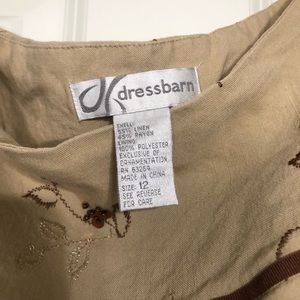 dressbarn
SHELL:
55% LINEN
45% RAYON
LINING:
100% POLYESTER
EXCLUSIVE OF
ORNAMENTATION
RN 63254
MADE IN CHINA
SIZE: 12
SEE REVERSE
FOR CARE